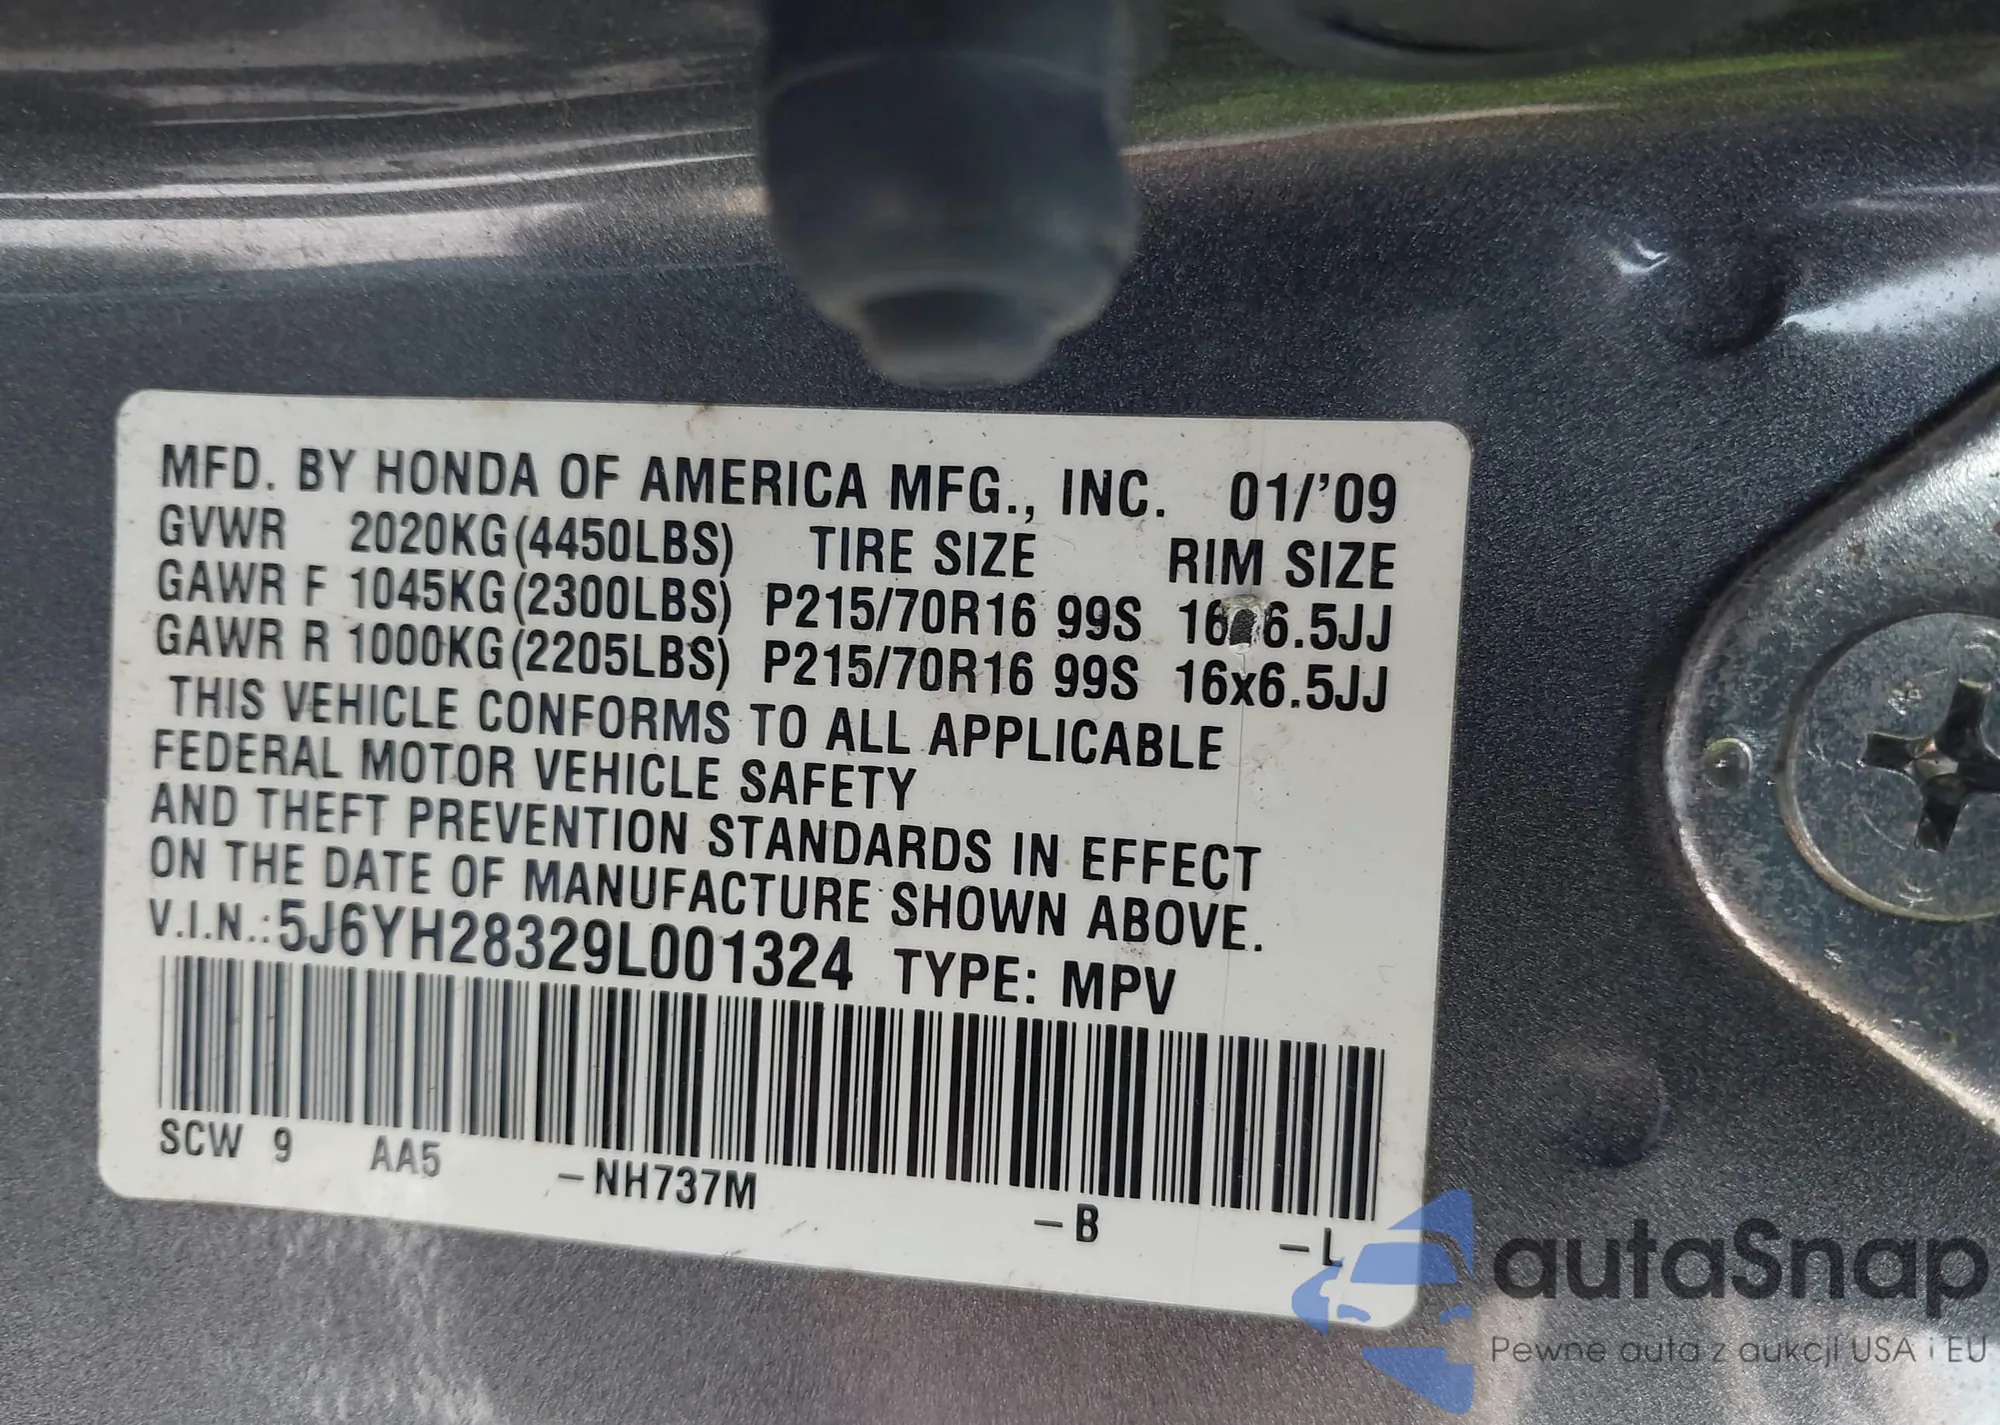 MFD. BY HONDA OF AMERICA MFG., INC. 01/'09
GVWR 2020KG(4450LBS) TIRE SIZE RIM SIZE
GAWR F 1045KG(2300LBS) P215/70R16 99S 16 6.5JJ
GAWR R 1000KG(2205LBS) P215/70R16 99S 16x6.5JJ
THIS VEHICLE CONFORMS TO ALL APPLICABLE
FEDERAL MOTOR VEHICLE SAFETY
AND THEFT PREVENTION STANDARDS IN EFFECT
ON THE DATE OF MANUFACTURE SHOWN ABOVE.
V.I.N.:5J6YH28329L001324 TYPE: MPV
SCW 9 AA5 -NH737M -B -L
autaSnap
Pewne auta z aukcji USA i EU